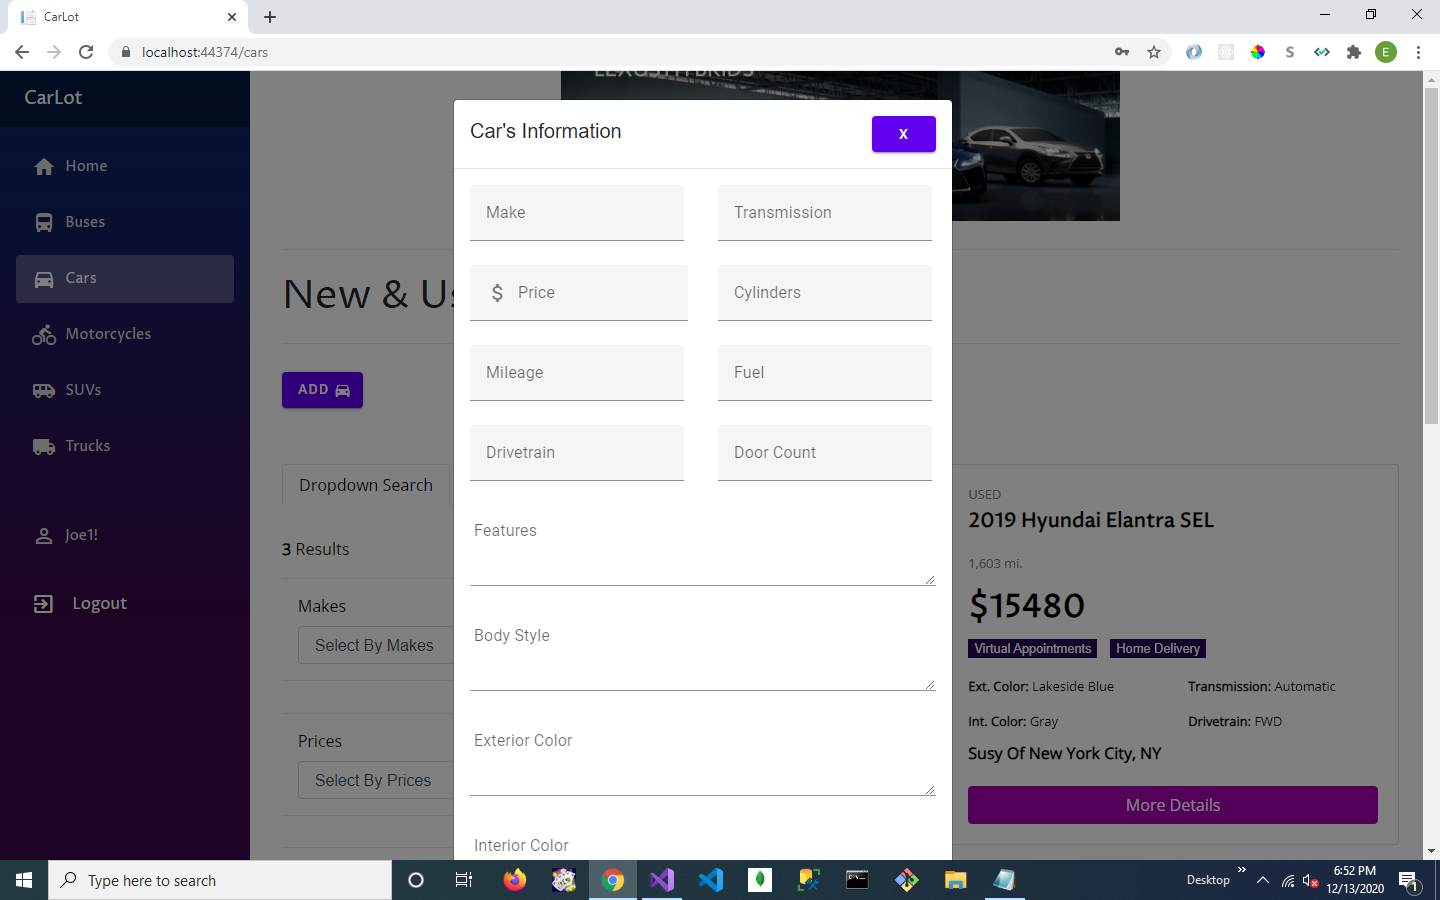 CarLot
localhost:44374/cars
S
E
CarLot
Home
Buses
Cars
Motorcycles
SUVs
Trucks
Joe1!
Logout
New & Us
ADD
Dropdown Search
3 Results
Makes
Select By Makes
Prices
Select By Prices
Car's Information
X
Make
Transmission
$ Price
Cylinders
Mileage
Fuel
Drivetrain
Door Count
Features
Body Style
Exterior Color
Interior Color
USED
2019 Hyundai Elantra SEL
1,603 mi.
$15480
Virtual Appointments Home Delivery
Ext. Color: Lakeside Blue Transmission: Automatic
Int. Color: Gray Drivetrain: FWD
Susy Of New York City, NY
More Details
Type here to search
Desktop
6:52 PM
12/13/2020
1